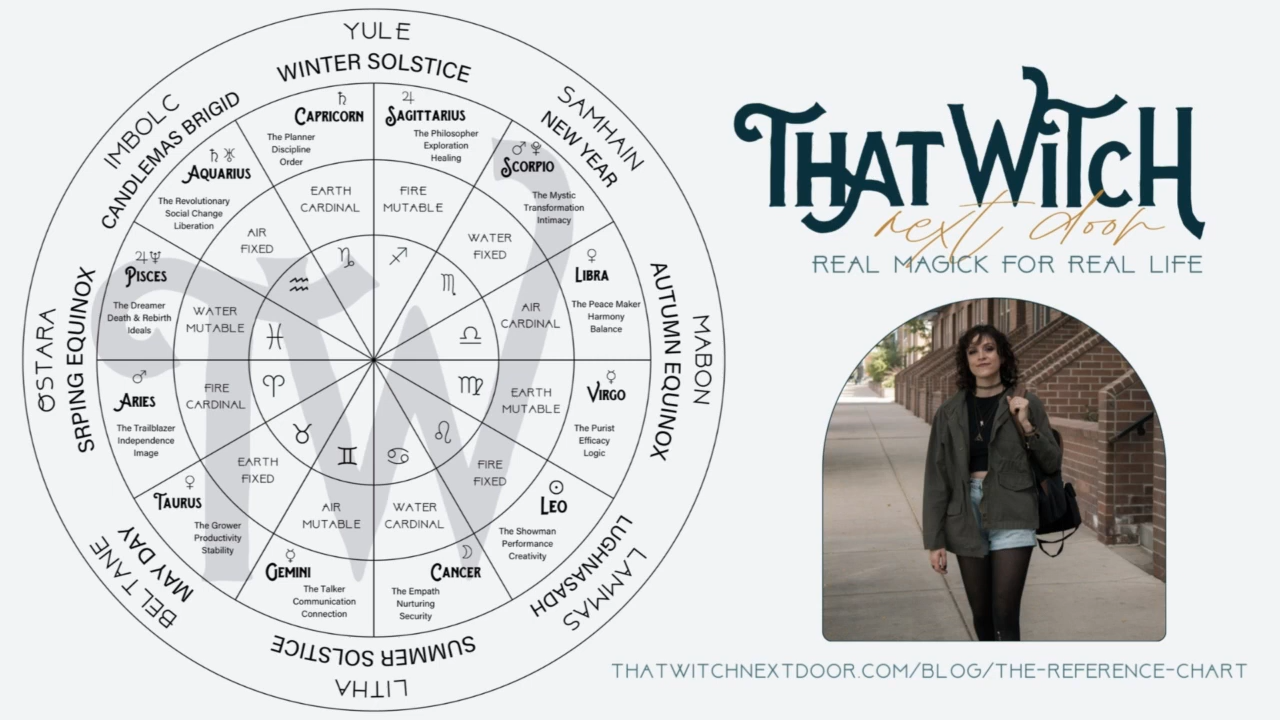 YULE
WINTER SOLSTICE
SAMHAIN
NEW YEAR
MABON
AUTUMN EQUINOX
LAMMAS
LUGHNASADH
LITHA
SUMMER SOLSTICE
BELTANE
MAY DAY
OSTARA
SRPING EQUINOX
IMBOLC
CANDLEMAS BRIGID
♄
CAPRICORN
The Planner
Discipline
Order
EARTH
CARDINAL
♑
♃
SAGITTARIUS
The Philosopher
Exploration
Healing
FIRE
MUTABLE
♐
♂ ♇
SCORPIO
The Mystic
Transformation
Intimacy
WATER
FIXED
♏
♀
LIBRA
The Peace Maker
Harmony
Balance
AIR
CARDINAL
♎
☿
VIRGO
The Purist
Efficacy
Logic
EARTH
MUTABLE
♍
☉
LEO
The Showman
Performance
Creativity
FIRE
FIXED
♌
☽
CANCER
The Empath
Nurturing
Security
WATER
CARDINAL
♋
☿
GEMINI
The Talker
Communication
Connection
AIR
MUTABLE
♊
♀
TAURUS
The Grower
Productivity
Stability
EARTH
FIXED
♉
♂
ARIES
The Trailblazer
Independence
Image
FIRE
CARDINAL
♈
♃♆
PISCES
The Dreamer
Death & Rebirth
Ideals
WATER
MUTABLE
♓
♄ ♅
AQUARIUS
The Revolutionary
Social Change
Liberation
AIR
FIXED
♒
TW
THAT WITCH
next door
REAL MAGICK FOR REAL LIFE
THATWITCHNEXTDOOR.COM/BLOG/THE-REFERENCE-CHART